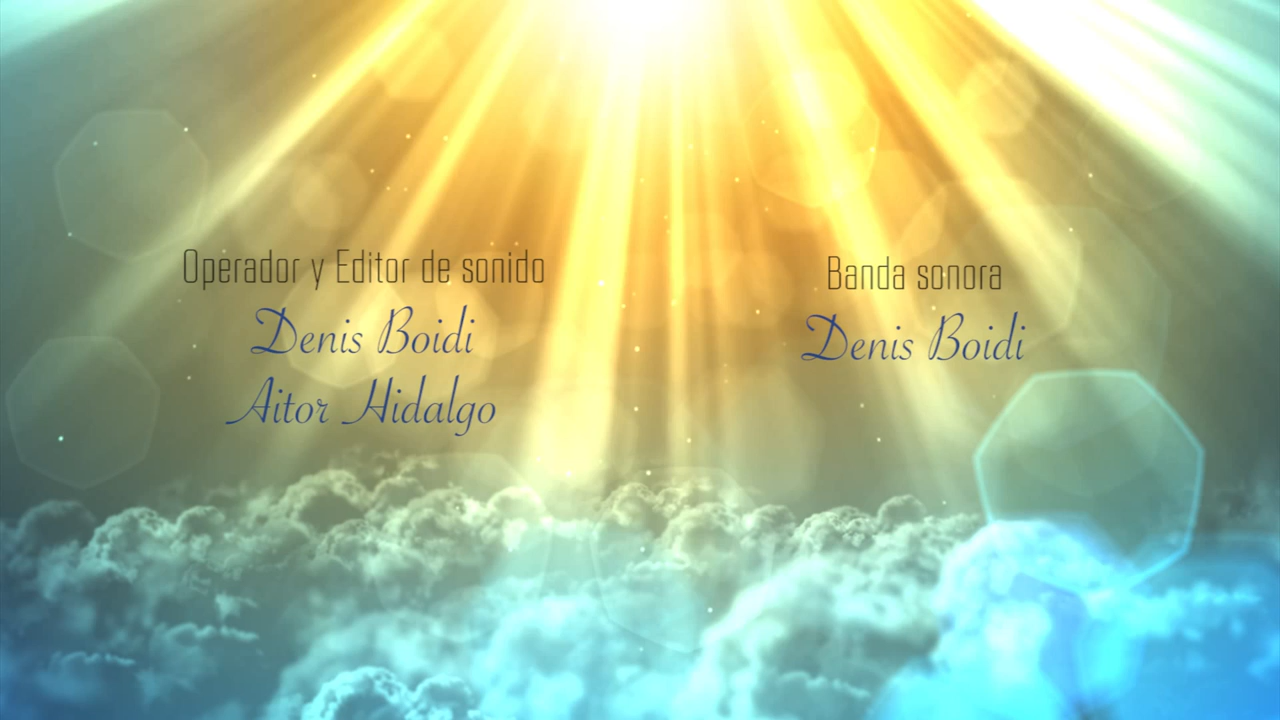 Operador y Editor de sonido
Denis Boidi
Aitor Hidalgo
Banda sonora
Denis Boidi